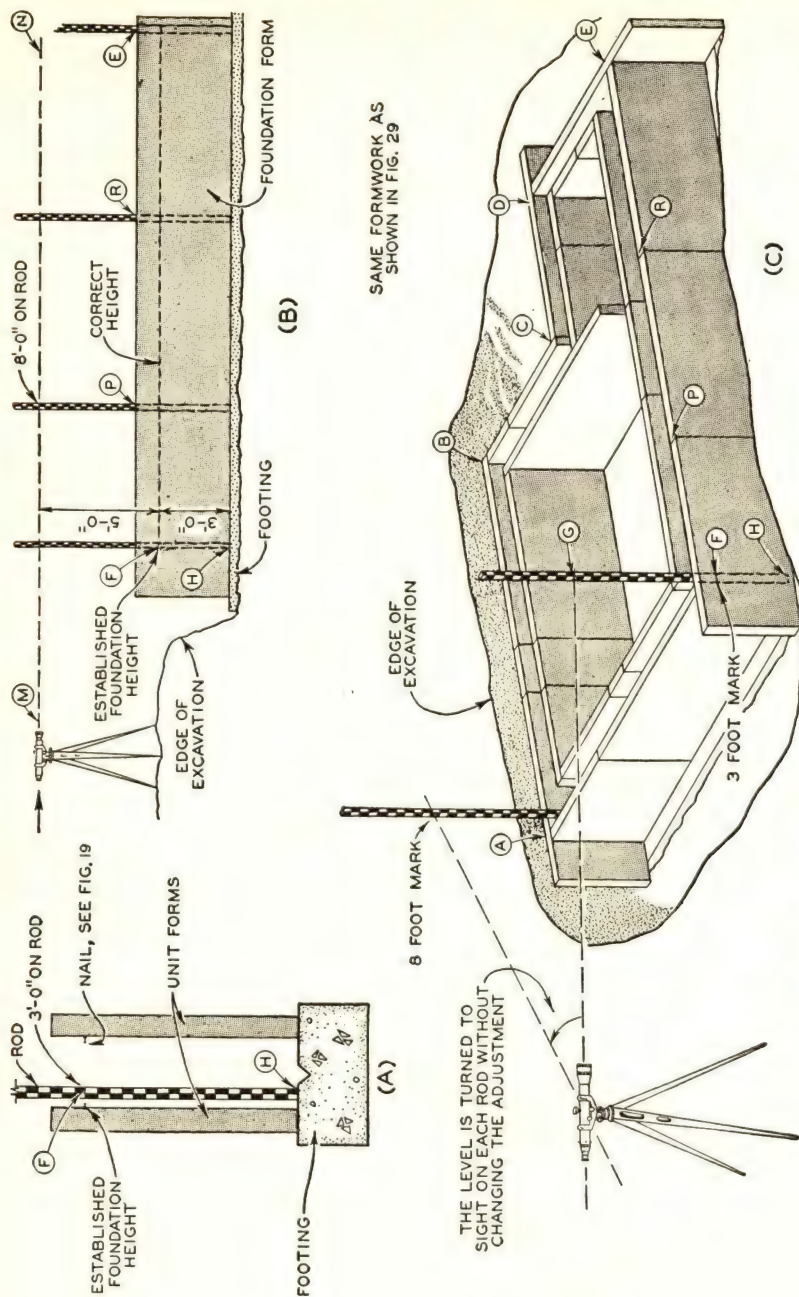 ROD
3'-0" ON ROD
NAIL, SEE FIG. 19
UNIT FORMS
F
ESTABLISHED
FOUNDATION
HEIGHT
H
FOOTING
(A)
M
N
8'-0" ON ROD
5'-0"
3'-0"
CORRECT
HEIGHT
P
R
E
F
ESTABLISHED
FOUNDATION
HEIGHT
H
FOUNDATION FORM
FOOTING
EDGE OF
EXCAVATION
(B)
SAME FORMWORK AS
SHOWN IN FIG. 29
EDGE OF
EXCAVATION
8 FOOT MARK
A
B
C
D
E
G
P
R
F
H
3 FOOT MARK
THE LEVEL IS TURNED TO
SIGHT ON EACH ROD WITHOUT
CHANGING THE ADJUSTMENT
(C)